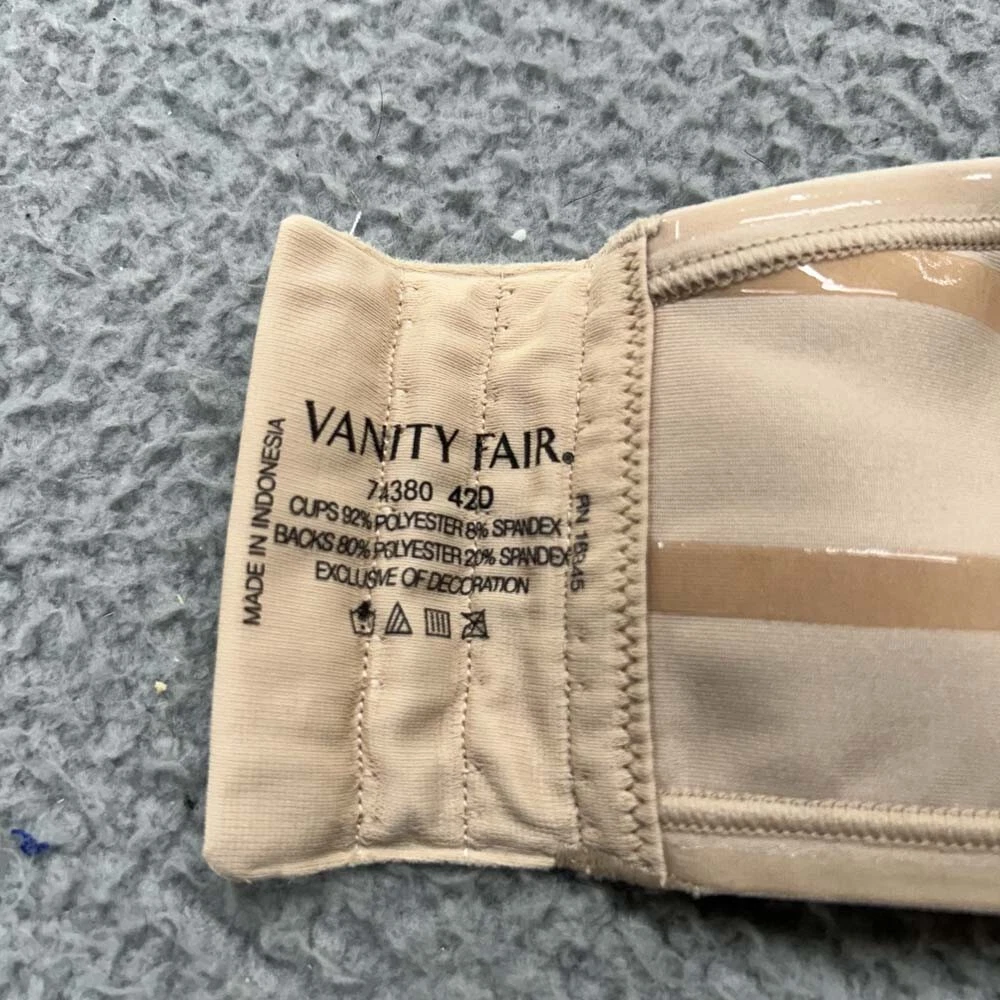 VANITY FAIR.
74380 42D
CUPS 92% POLYESTER 8% SPANDEX
BACKS 80% POLYESTER 20% SPANDEX
EXCLUSIVE OF DECORATION
MADE IN INDONESIA
RN